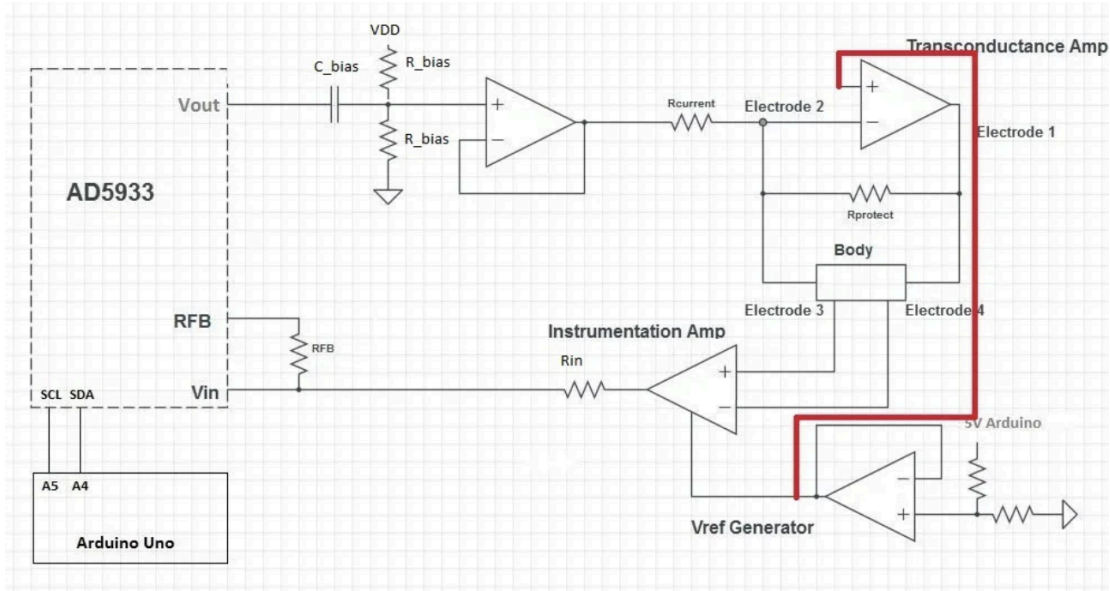 VDD
Transconductance Amp
C_bias
R_bias
Vout
Rcurrent
Electrode 2
+
+
−
−
Electrode 1
R_bias
AD5933
Rprotect
Body
Electrode 3
Electrode 4
RFB
Instrumentation Amp
RFB
Rin
+
SCL SDA
Vin
−
5V Arduino
−
A5 A4
+
Vref Generator
Arduino Uno